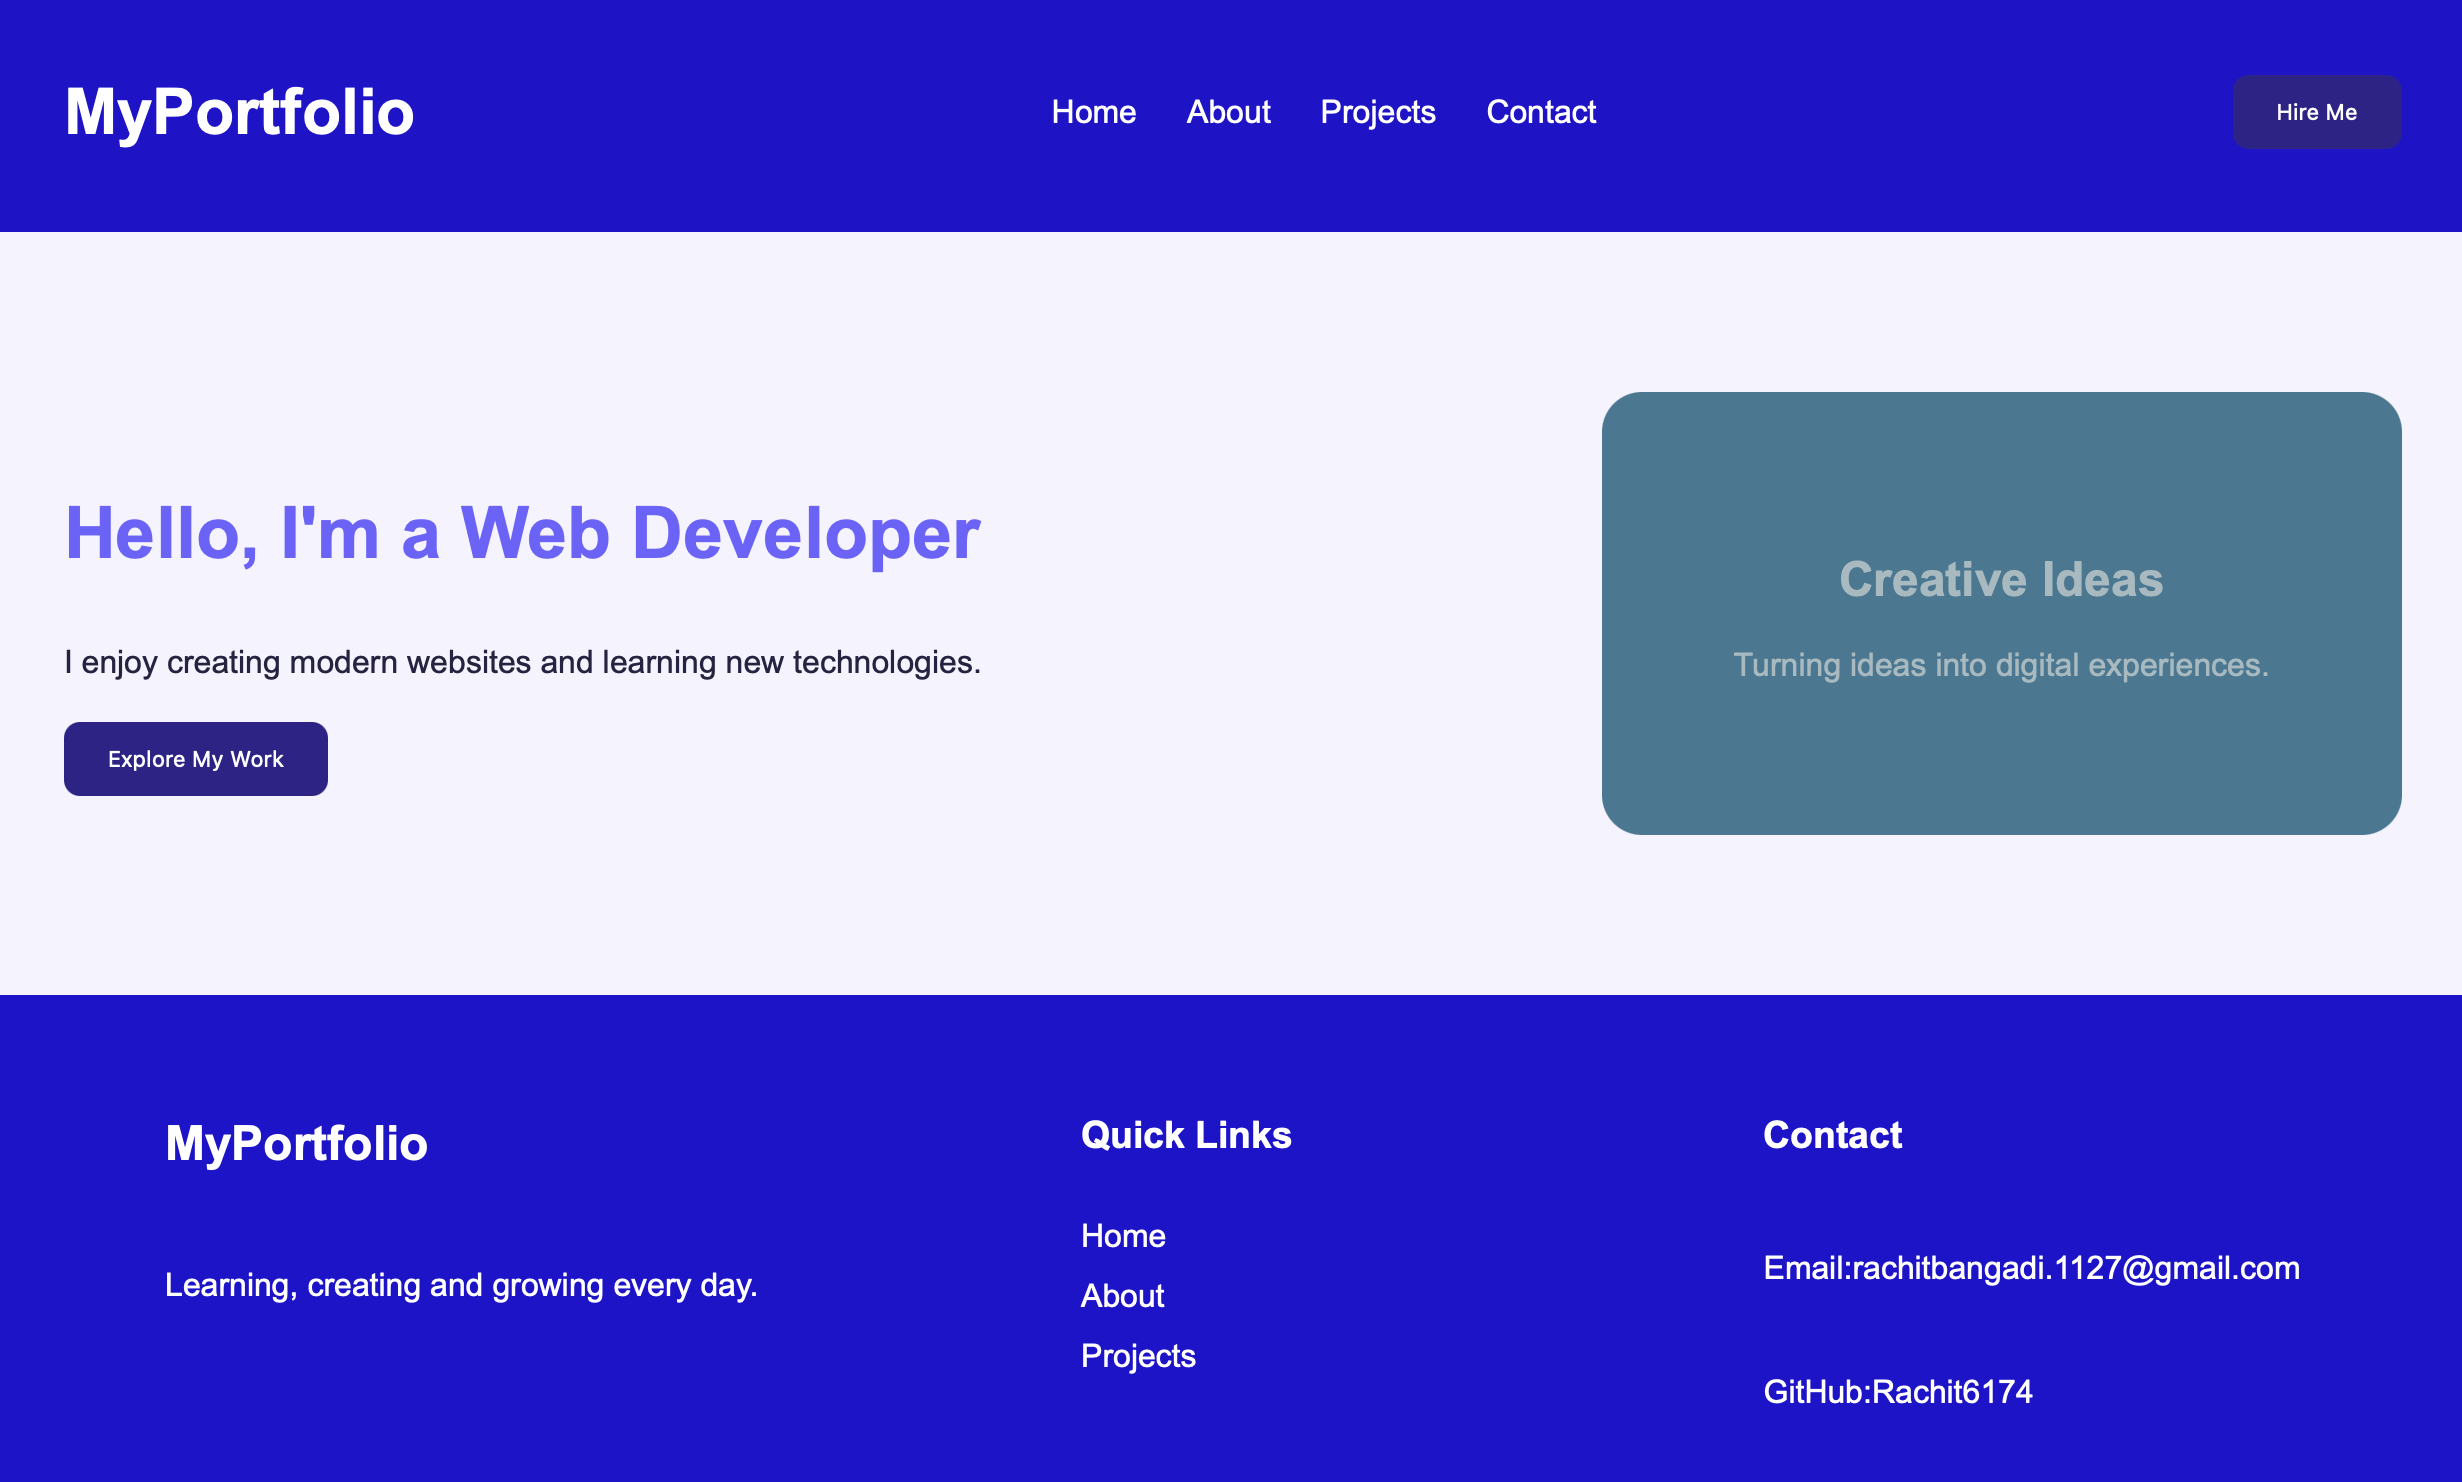 MyPortfolio
Home About Projects Contact
Hire Me
Hello, I'm a Web Developer
I enjoy creating modern websites and learning new technologies.
Explore My Work
Creative Ideas
Turning ideas into digital experiences.
MyPortfolio
Learning, creating and growing every day.
Quick Links
Home
About
Projects
Contact
Email:rachitbangadi.1127@gmail.com
GitHub:Rachit6174